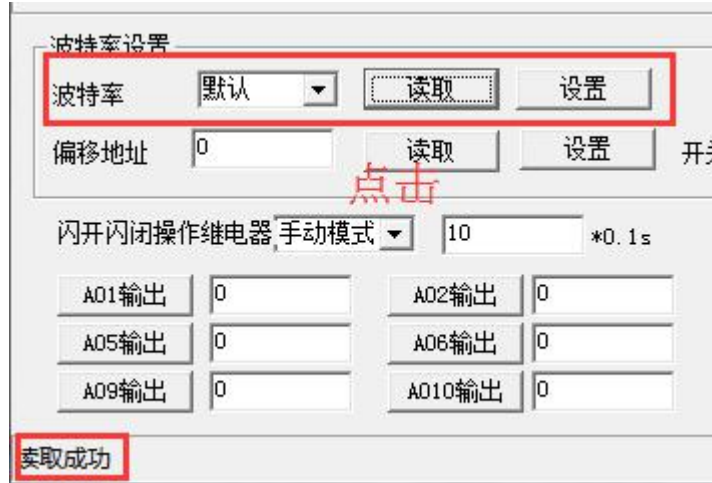 波特率设置
波特率 默认 读取 设置
偏移地址 0 读取 设置
点击
闪开闪闭操作继电器 手动模式 10 *0.1s
A01输出 0 A02输出 0
A05输出 0 A06输出 0
A09输出 0 A010输出 0
读取成功